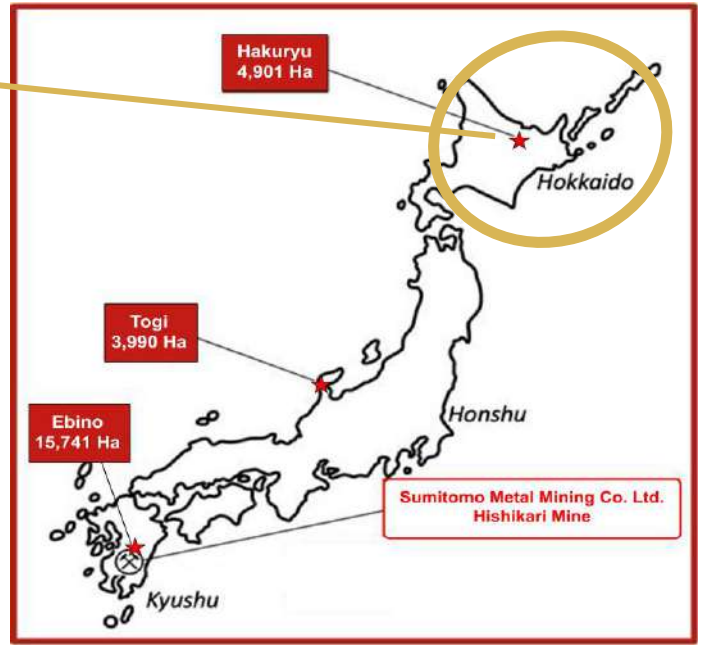 Hakuryu
4,901 Ha
Hokkaido
Togi
3,990 Ha
Honshu
Ebino
15,741 Ha
Sumitomo Metal Mining Co. Ltd.
Hishikari Mine
Kyushu